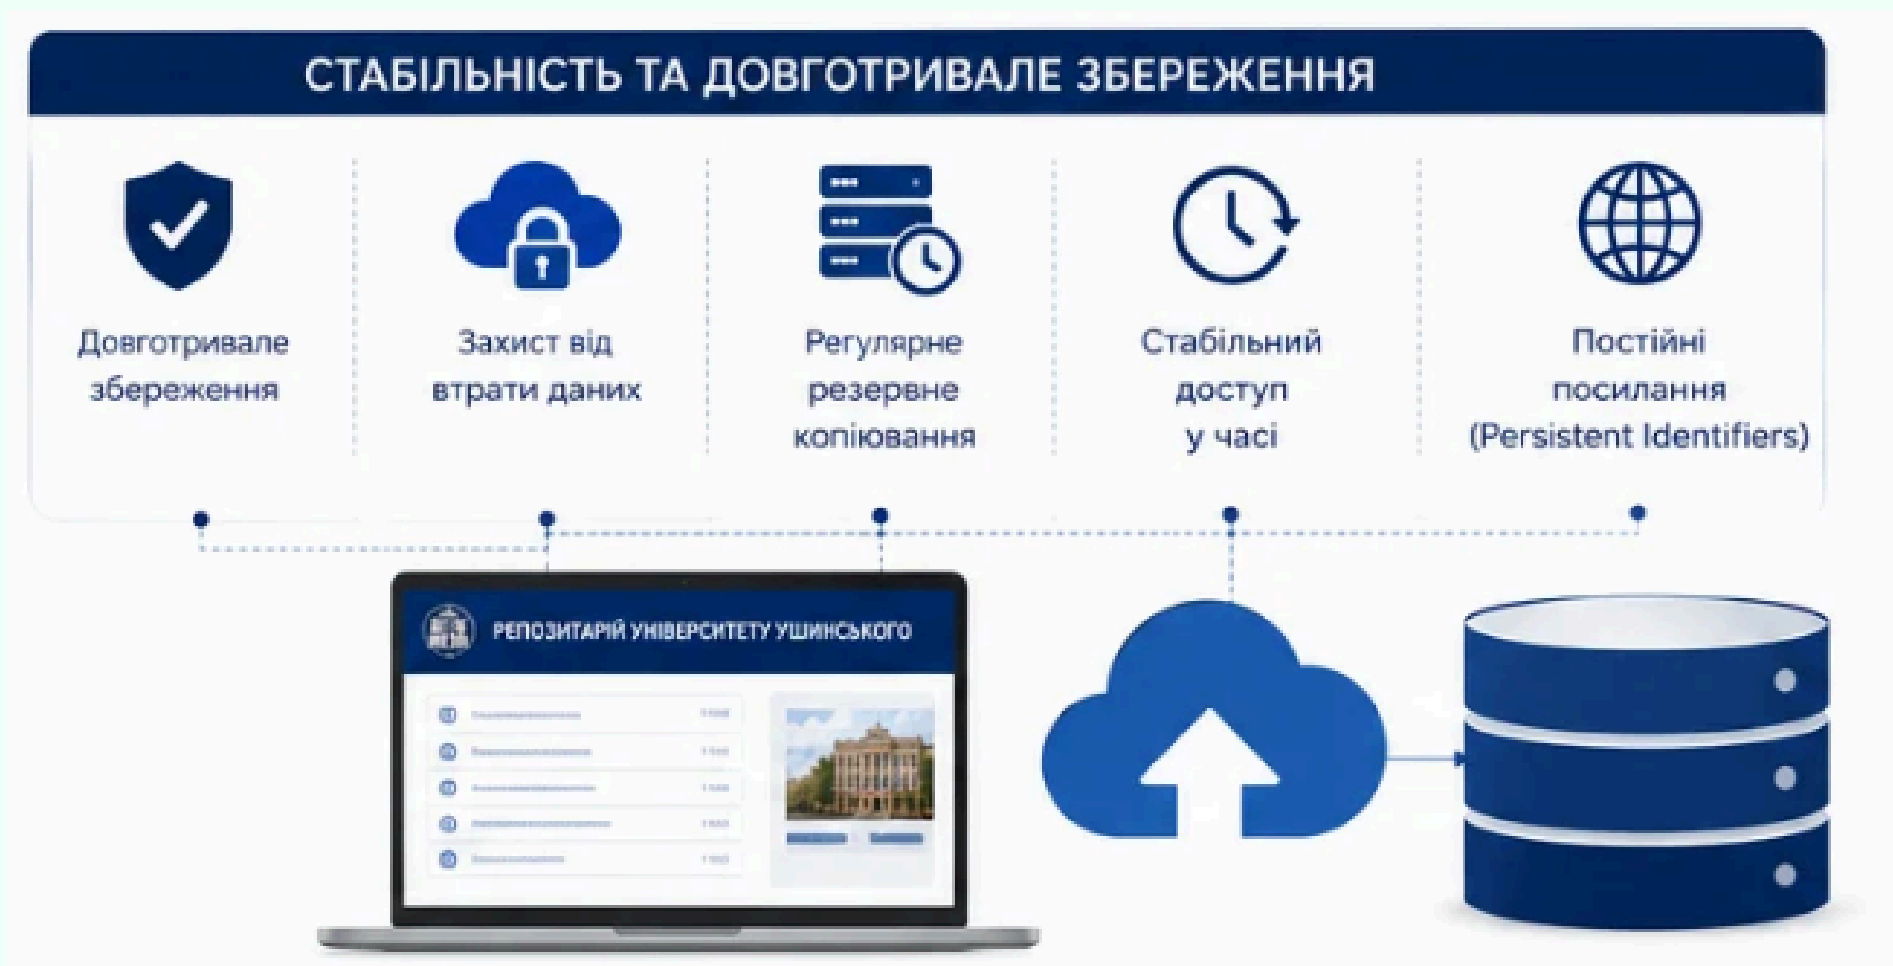 СТАБІЛЬНІСТЬ ТА ДОВГОТРИВАЛЕ ЗБЕРЕЖЕННЯ
Довготривале
збереження
Захист від
втрати даних
Регулярне
резервне
копіювання
Стабільний
доступ
у часі
Постійні
посилання
(Persistent Identifiers)
РЕПОЗИТАРІЙ УНІВЕРСИТЕТУ УШИНСЬКОГО